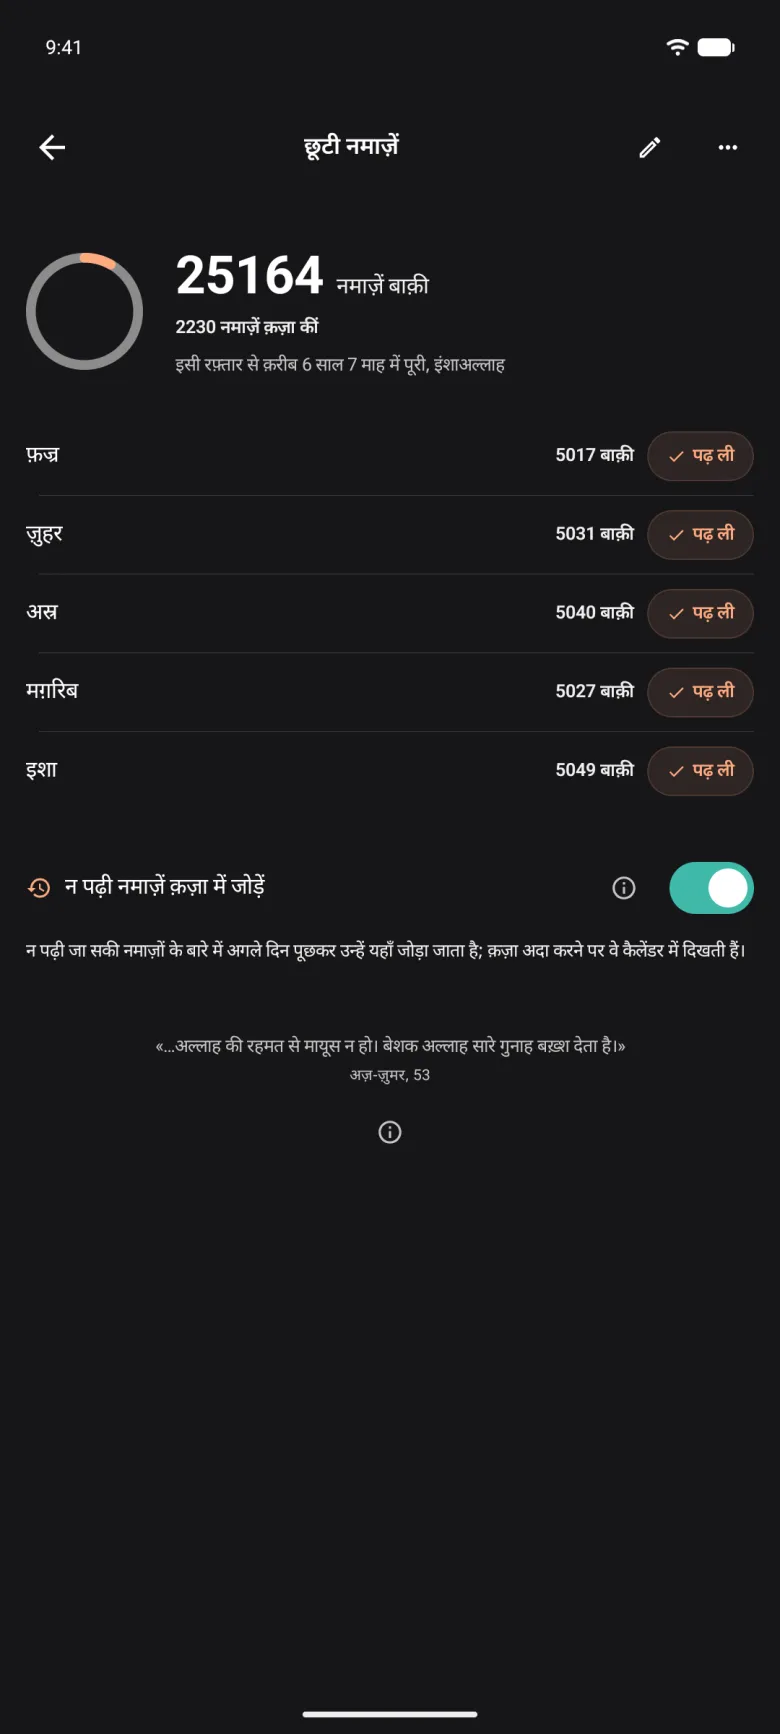 9:41
छूटी नमाज़ें
25164 नमाज़ें बाक़ी
2230 नमाज़ें क़ज़ा कीं
इसी रफ़्तार से क़रीब 6 साल 7 माह में पूरी, इंशाअल्लाह
फ़ज्र 5017 बाक़ी पढ़ ली
ज़ुहर 5031 बाक़ी पढ़ ली
अस्र 5040 बाक़ी पढ़ ली
मग़रिब 5027 बाक़ी पढ़ ली
इशा 5049 बाक़ी पढ़ ली
न पढ़ी नमाज़ें क़ज़ा में जोड़ें
न पढ़ी जा सकी नमाज़ों के बारे में अगले दिन पूछकर उन्हें यहाँ जोड़ा जाता है; क़ज़ा अदा करने पर वे कैलेंडर में दिखती हैं।
«…अल्लाह की रहमत से मायूस न हो। बेशक अल्लाह सारे गुनाह बख़्श देता है।»
अज़-ज़ुमर, 53